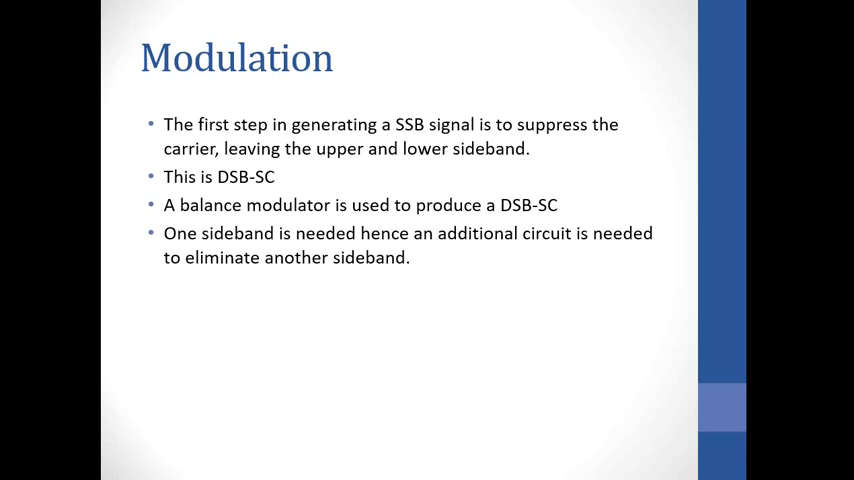 Modulation
• The first step in generating a SSB signal is to suppress the
carrier, leaving the upper and lower sideband.
• This is DSB-SC
• A balance modulator is used to produce a DSB-SC
• One sideband is needed hence an additional circuit is needed
to eliminate another sideband.